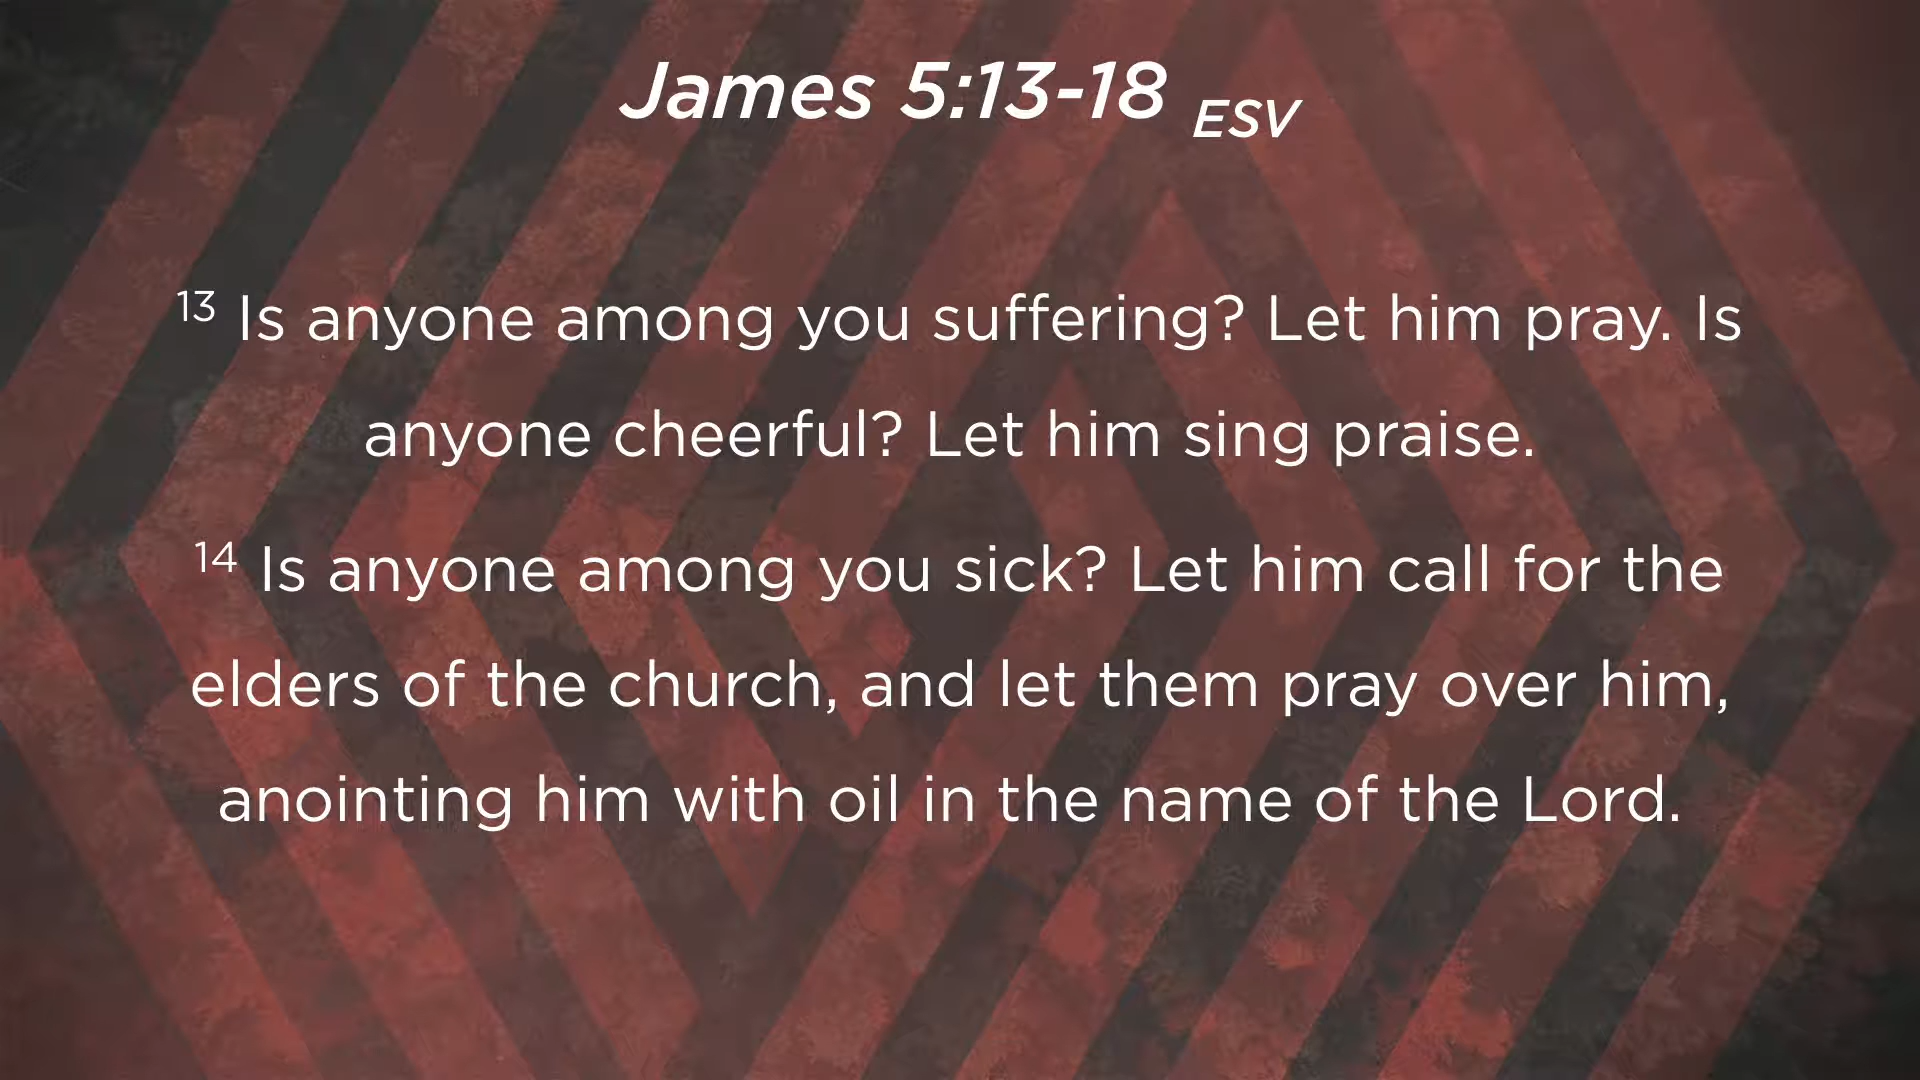 James 5:13-18 ESV
13 Is anyone among you suffering? Let him pray. Is
anyone cheerful? Let him sing praise.
14 Is anyone among you sick? Let him call for the
elders of the church, and let them pray over him,
anointing him with oil in the name of the Lord.